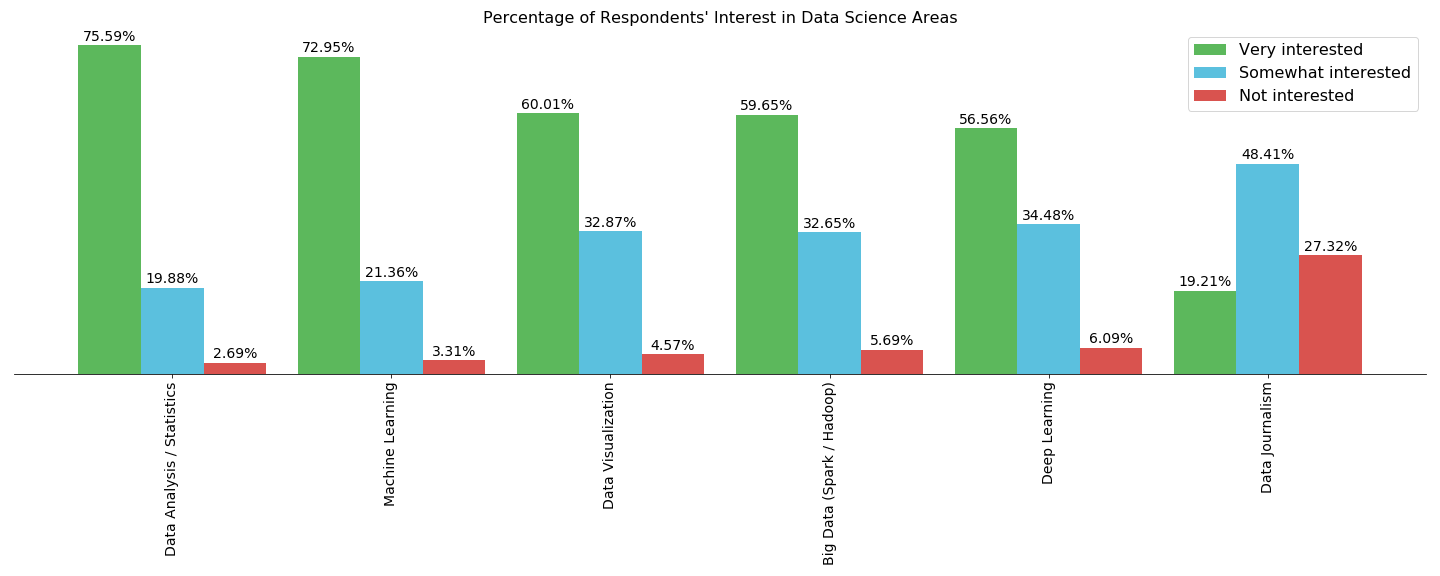 Percentage of Respondents' Interest in Data Science Areas
Very interested
Somewhat interested
Not interested
75.59%
19.88%
2.69%
72.95%
21.36%
3.31%
60.01%
32.87%
4.57%
59.65%
32.65%
5.69%
56.56%
34.48%
6.09%
19.21%
48.41%
27.32%
Data Analysis / Statistics
Machine Learning
Data Visualization
Big Data (Spark / Hadoop)
Deep Learning
Data Journalism